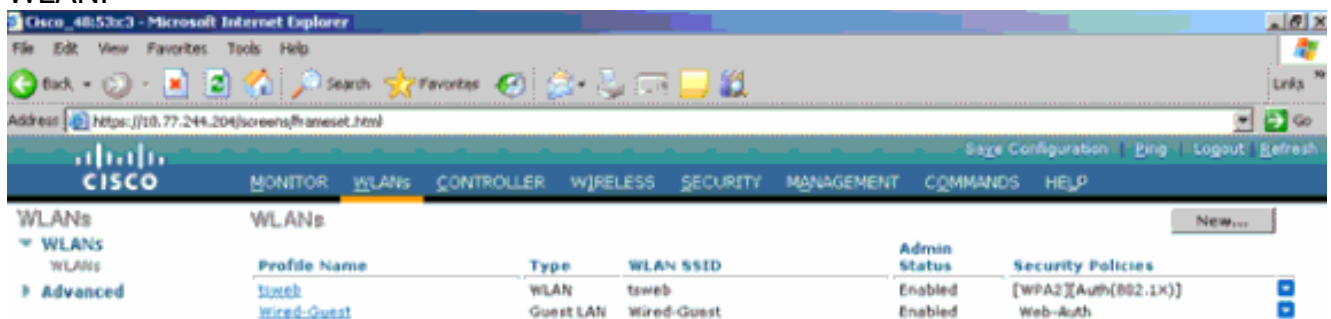 WLAN.
Cisco_48:53:c3 - Microsoft Internet Explorer
File Edit View Favorites Tools Help
Back Search Favorites Links »
Address https://10.77.244.204/screens/frameset.html Go
Save Configuration | Ping | Logout | Refresh
CISCO MONITOR WLANs CONTROLLER WIRELESS SECURITY MANAGEMENT COMMANDS HELP
WLANs WLANs New...
WLANs
WLANs
Advanced
Profile Name Type WLAN SSID Admin Status Security Policies
tsweb WLAN tsweb Enabled [WPA2][Auth(802.1X)]
Wired-Guest Guest LAN Wired-Guest Enabled Web-Auth